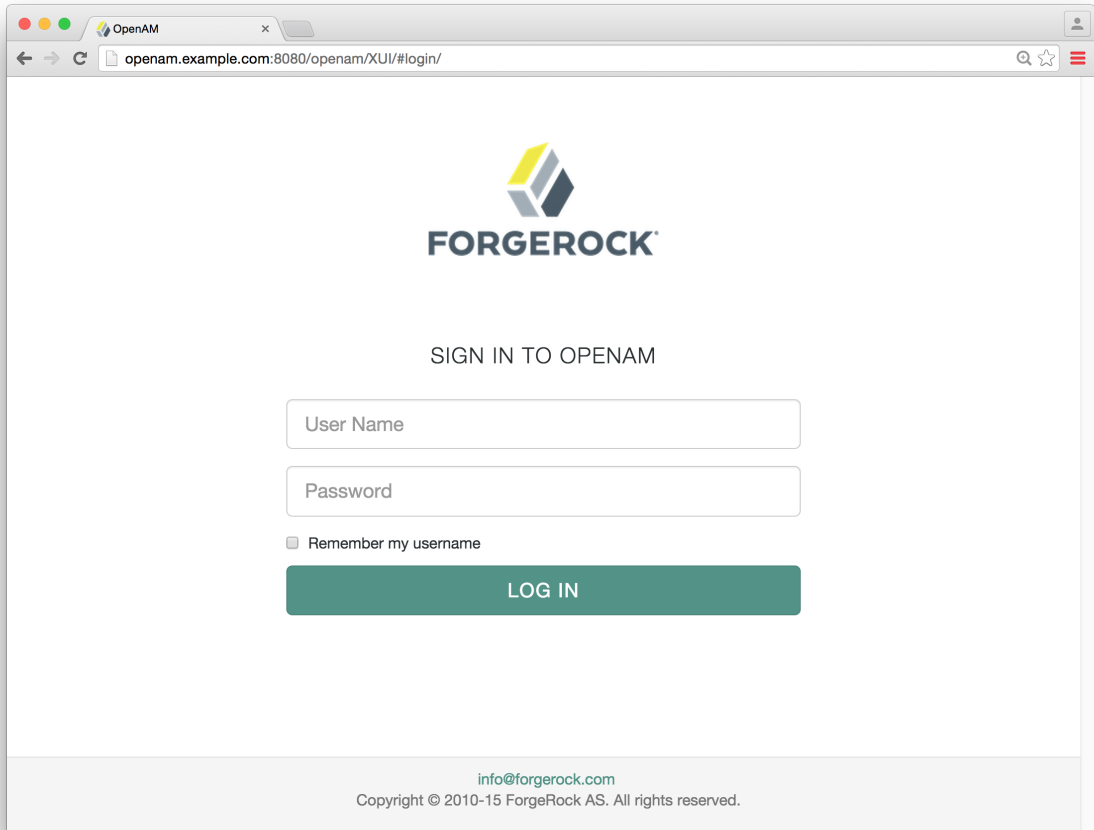 OpenAM
openam.example.com:8080/openam/XUI/#login/
FORGEROCK
SIGN IN TO OPENAM
User Name
Password
Remember my username
LOG IN
info@forgerock.com
Copyright © 2010-15 ForgeRock AS. All rights reserved.